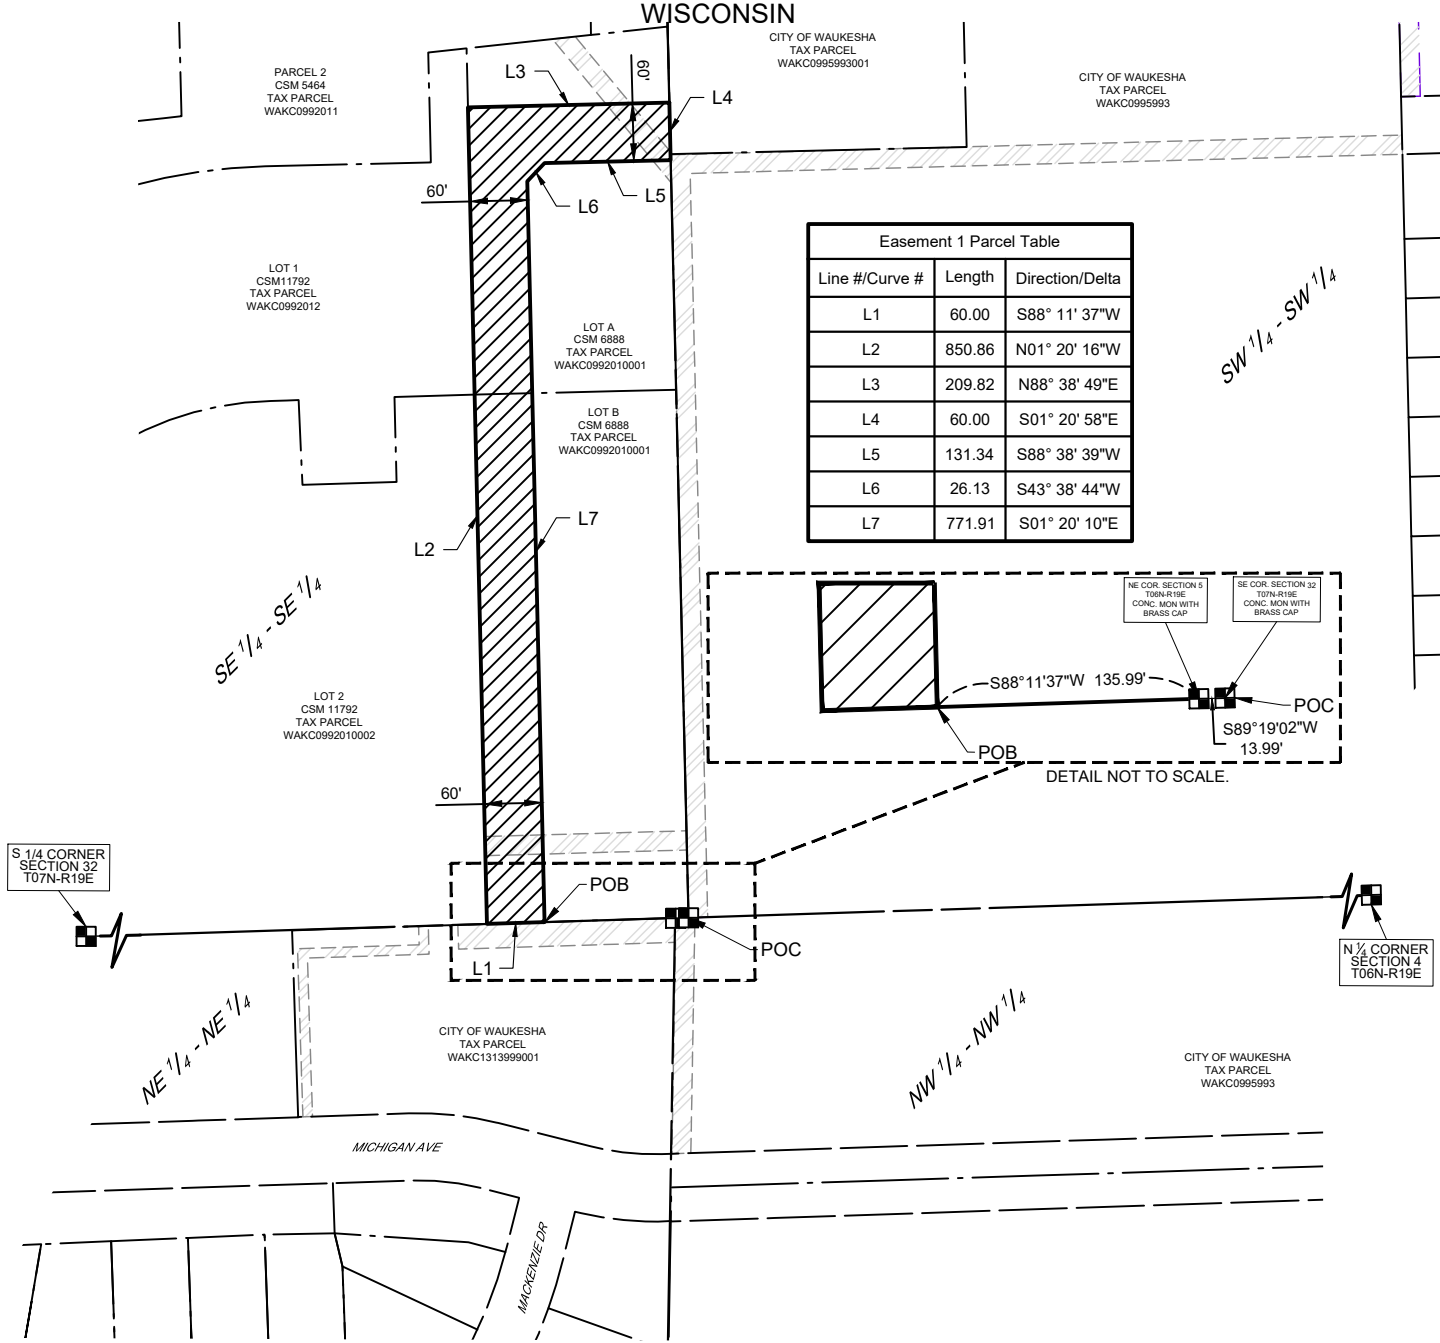 WISCONSIN
CITY OF WAUKESHA
TAX PARCEL
WAKC0995993001
PARCEL 2
CSM 5464
TAX PARCEL
WAKC0992011
CITY OF WAUKESHA
TAX PARCEL
WAKC0995993
L3
60'
L4
60'
L6
L5
LOT 1
CSM11792
TAX PARCEL
WAKC0992012
LOT A
CSM 6888
TAX PARCEL
WAKC0992010001
LOT B
CSM 6888
TAX PARCEL
WAKC0992010001
Easement 1 Parcel Table
Line #/Curve # Length Direction/Delta
L1 60.00 S88° 11' 37"W
L2 850.86 N01° 20' 16"W
L3 209.82 N88° 38' 49"E
L4 60.00 S01° 20' 58"E
L5 131.34 S88° 38' 39"W
L6 26.13 S43° 38' 44"W
L7 771.91 S01° 20' 10"E
SW 1/4 - SW 1/4
L7
L2
SE 1/4 - SE 1/4
LOT 2
CSM 11792
TAX PARCEL
WAKC0992010002
NE COR. SECTION 5
T06N-R19E
CONC. MON WITH
BRASS CAP
SE COR. SECTION 32
T07N-R19E
CONC. MON WITH
BRASS CAP
S88°11'37"W 135.99'
POC
S89°19'02"W
13.99'
POB
DETAIL NOT TO SCALE.
60'
S 1/4 CORNER
SECTION 32
T07N-R19E
POB
POC
L1
N 1/4 CORNER
SECTION 4
T06N-R19E
NE 1/4 - NE 1/4
CITY OF WAUKESHA
TAX PARCEL
WAKC1313999001
NW 1/4 - NW 1/4
CITY OF WAUKESHA
TAX PARCEL
WAKC0995993
MICHIGAN AVE
MACKENZIE DR